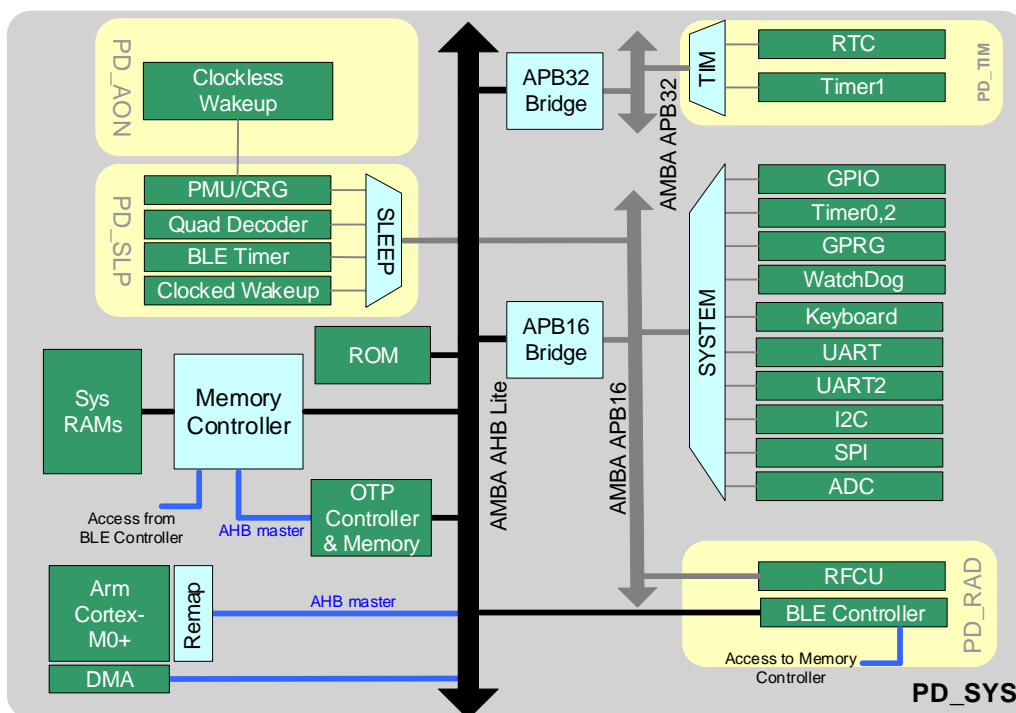 PD_AON
Clockless
Wakeup
PD_SLP
PMU/CRG
Quad Decoder
BLE Timer
Clocked Wakeup
SLEEP
APB32
Bridge
AMBA APB32
TIM
RTC
Timer1
PD_TIM
GPIO
Timer0,2
GPRG
WatchDog
Keyboard
UART
UART2
I2C
SPI
ADC
SYSTEM
APB16
Bridge
AMBA APB16
AMBA AHB Lite
ROM
Sys
RAMs
Memory
Controller
OTP
Controller
& Memory
Access from
BLE Controller
AHB master
Arm
Cortex-
M0+
Remap
AHB master
DMA
RFCU
BLE Controller
PD_RAD
Access to Memory
Controller
PD_SYS